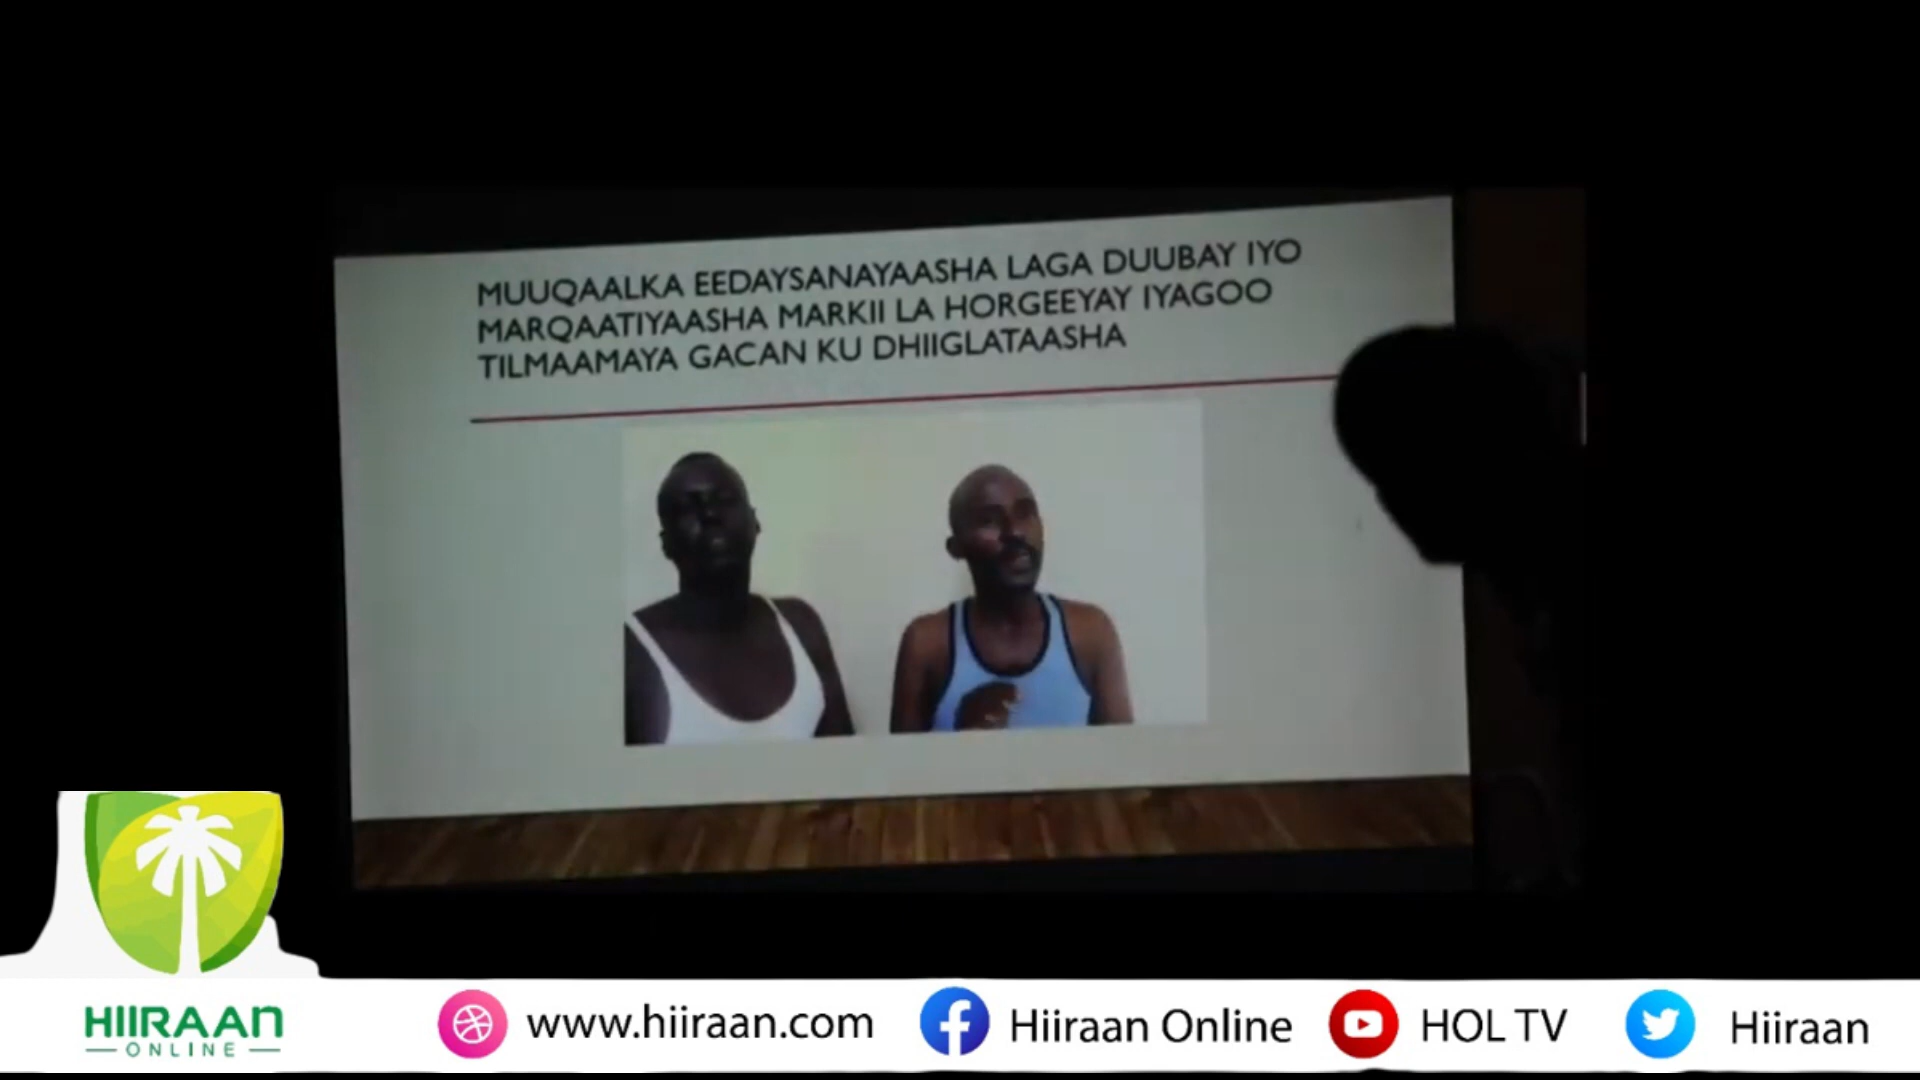 MUUQAALKA EEDAYSANAYAASHA LAGA DUUBAY IYO
MARQAATIYAASHA MARKII LA HORGEEYAY IYAGOO
TILMAAMAYA GACAN KU DHIIGLATAASHA
HIIRAAN
ONLINE
www.hiiraan.com
Hiiraan Online
HOL TV
Hiiraan